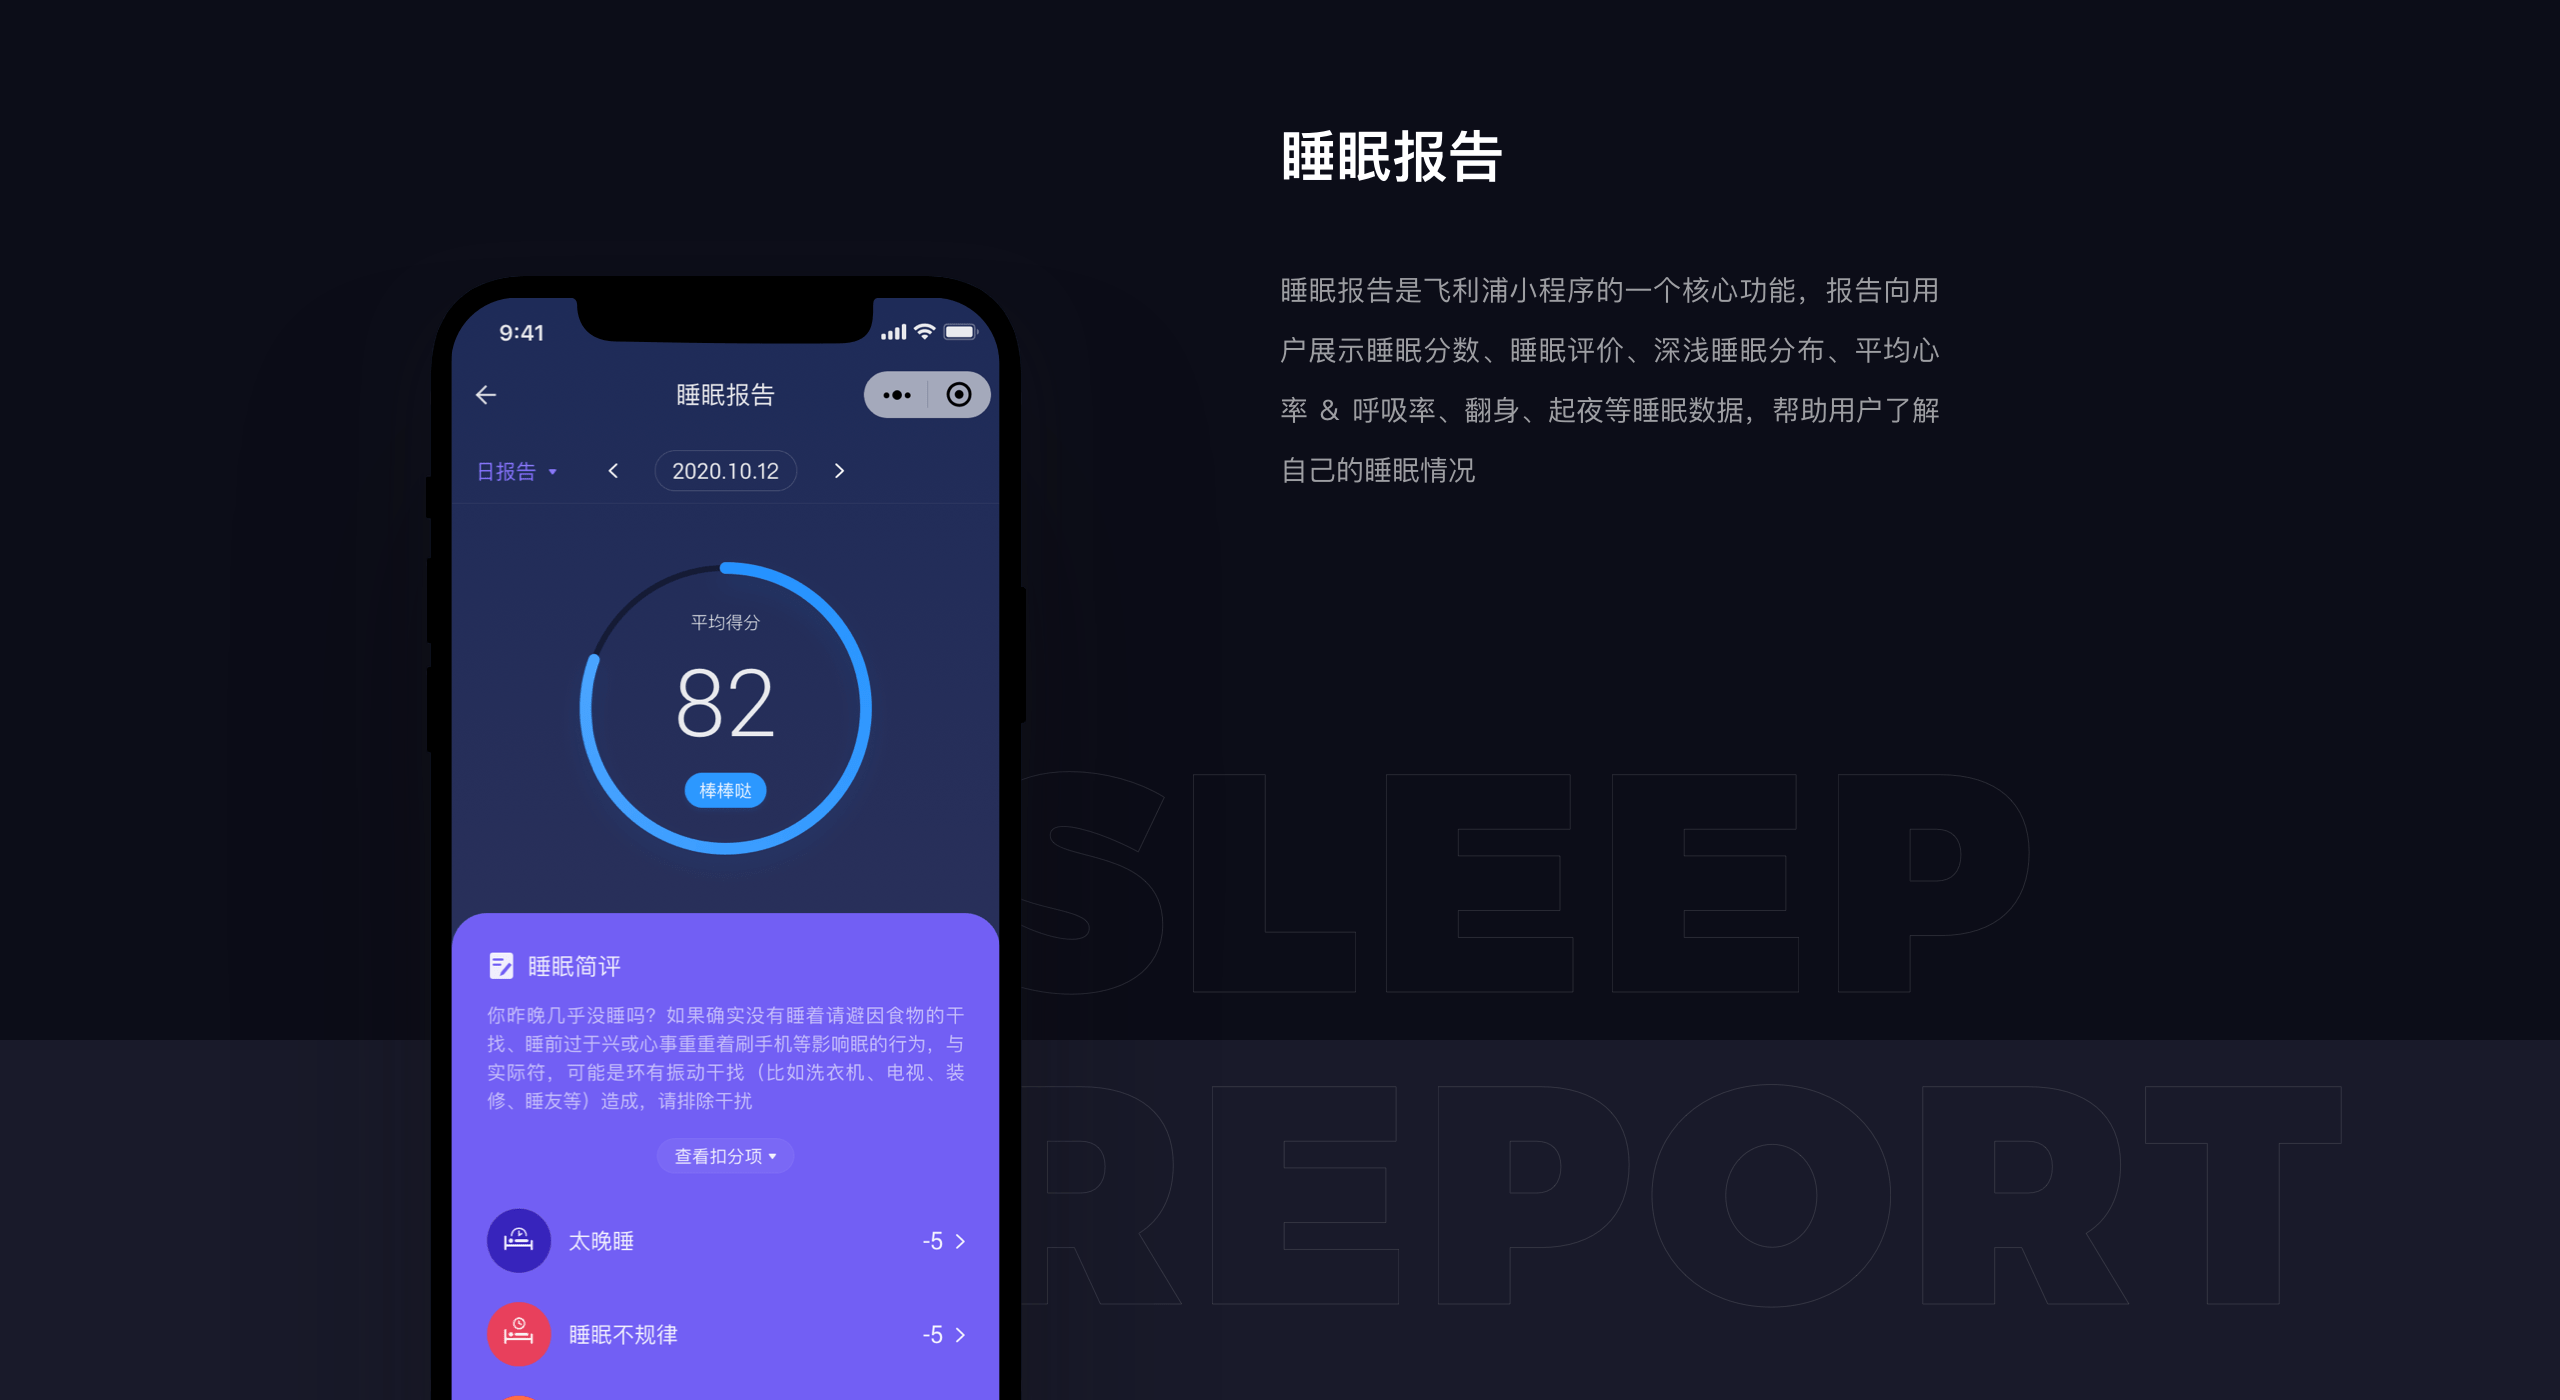 睡眠报告
睡眠报告是飞利浦小程序的一个核心功能，报告向用
户展示睡眠分数、睡眠评价、深浅睡眠分布、平均心
率 & 呼吸率、翻身、起夜等睡眠数据，帮助用户了解
自己的睡眠情况
9:41
睡眠报告
日报告
2020.10.12
平均得分
82
棒棒哒
睡眠简评
你昨晚几乎没睡吗？如果确实没有睡着请避因食物的干
找、睡前过于兴或心事重重着刷手机等影响眠的行为，与
实际符，可能是环有振动干找（比如洗衣机、电视、装
修、睡友等）造成，请排除干扰
查看扣分项
太晚睡 -5
睡眠不规律 -5
SLEEP
REPORT